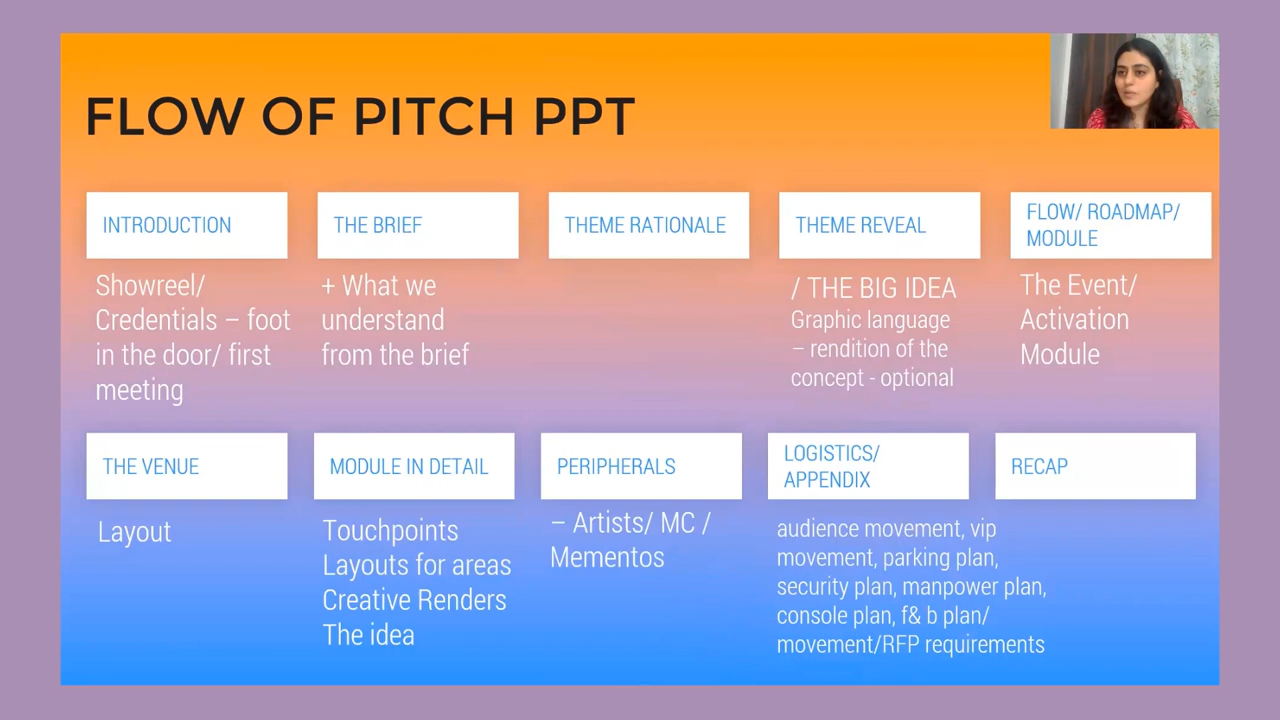 FLOW OF PITCH PPT
INTRODUCTION
Showreel/
Credentials – foot
in the door/ first
meeting
THE BRIEF
+ What we
understand
from the brief
THEME RATIONALE
THEME REVEAL
/ THE BIG IDEA
Graphic language
– rendition of the
concept - optional
FLOW/ ROADMAP/
MODULE
The Event/
Activation
Module
THE VENUE
Layout
MODULE IN DETAIL
Touchpoints
Layouts for areas
Creative Renders
The idea
PERIPHERALS
– Artists/ MC /
Mementos
LOGISTICS/
APPENDIX
audience movement, vip
movement, parking plan,
security plan, manpower plan,
console plan, f& b plan/
movement/RFP requirements
RECAP